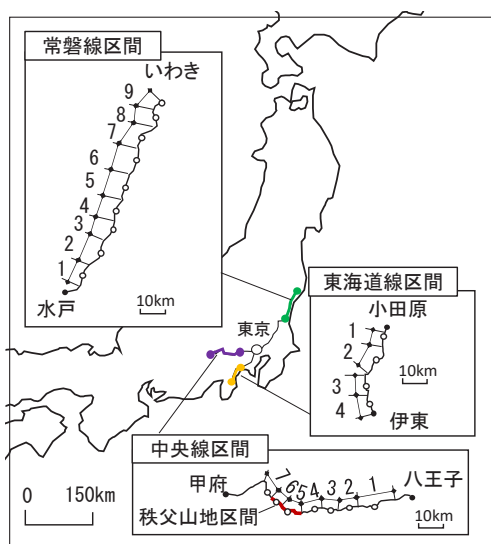 常磐線区間
いわき
9
8
7
6
5
4
3
2
1
水戸
10km
東海道線区間
小田原
1
2
3
4
10km
伊東
東京
中央線区間
甲府
7
6
5
4
3
2
1
八王子
秩父山地区間
10km
0 150km